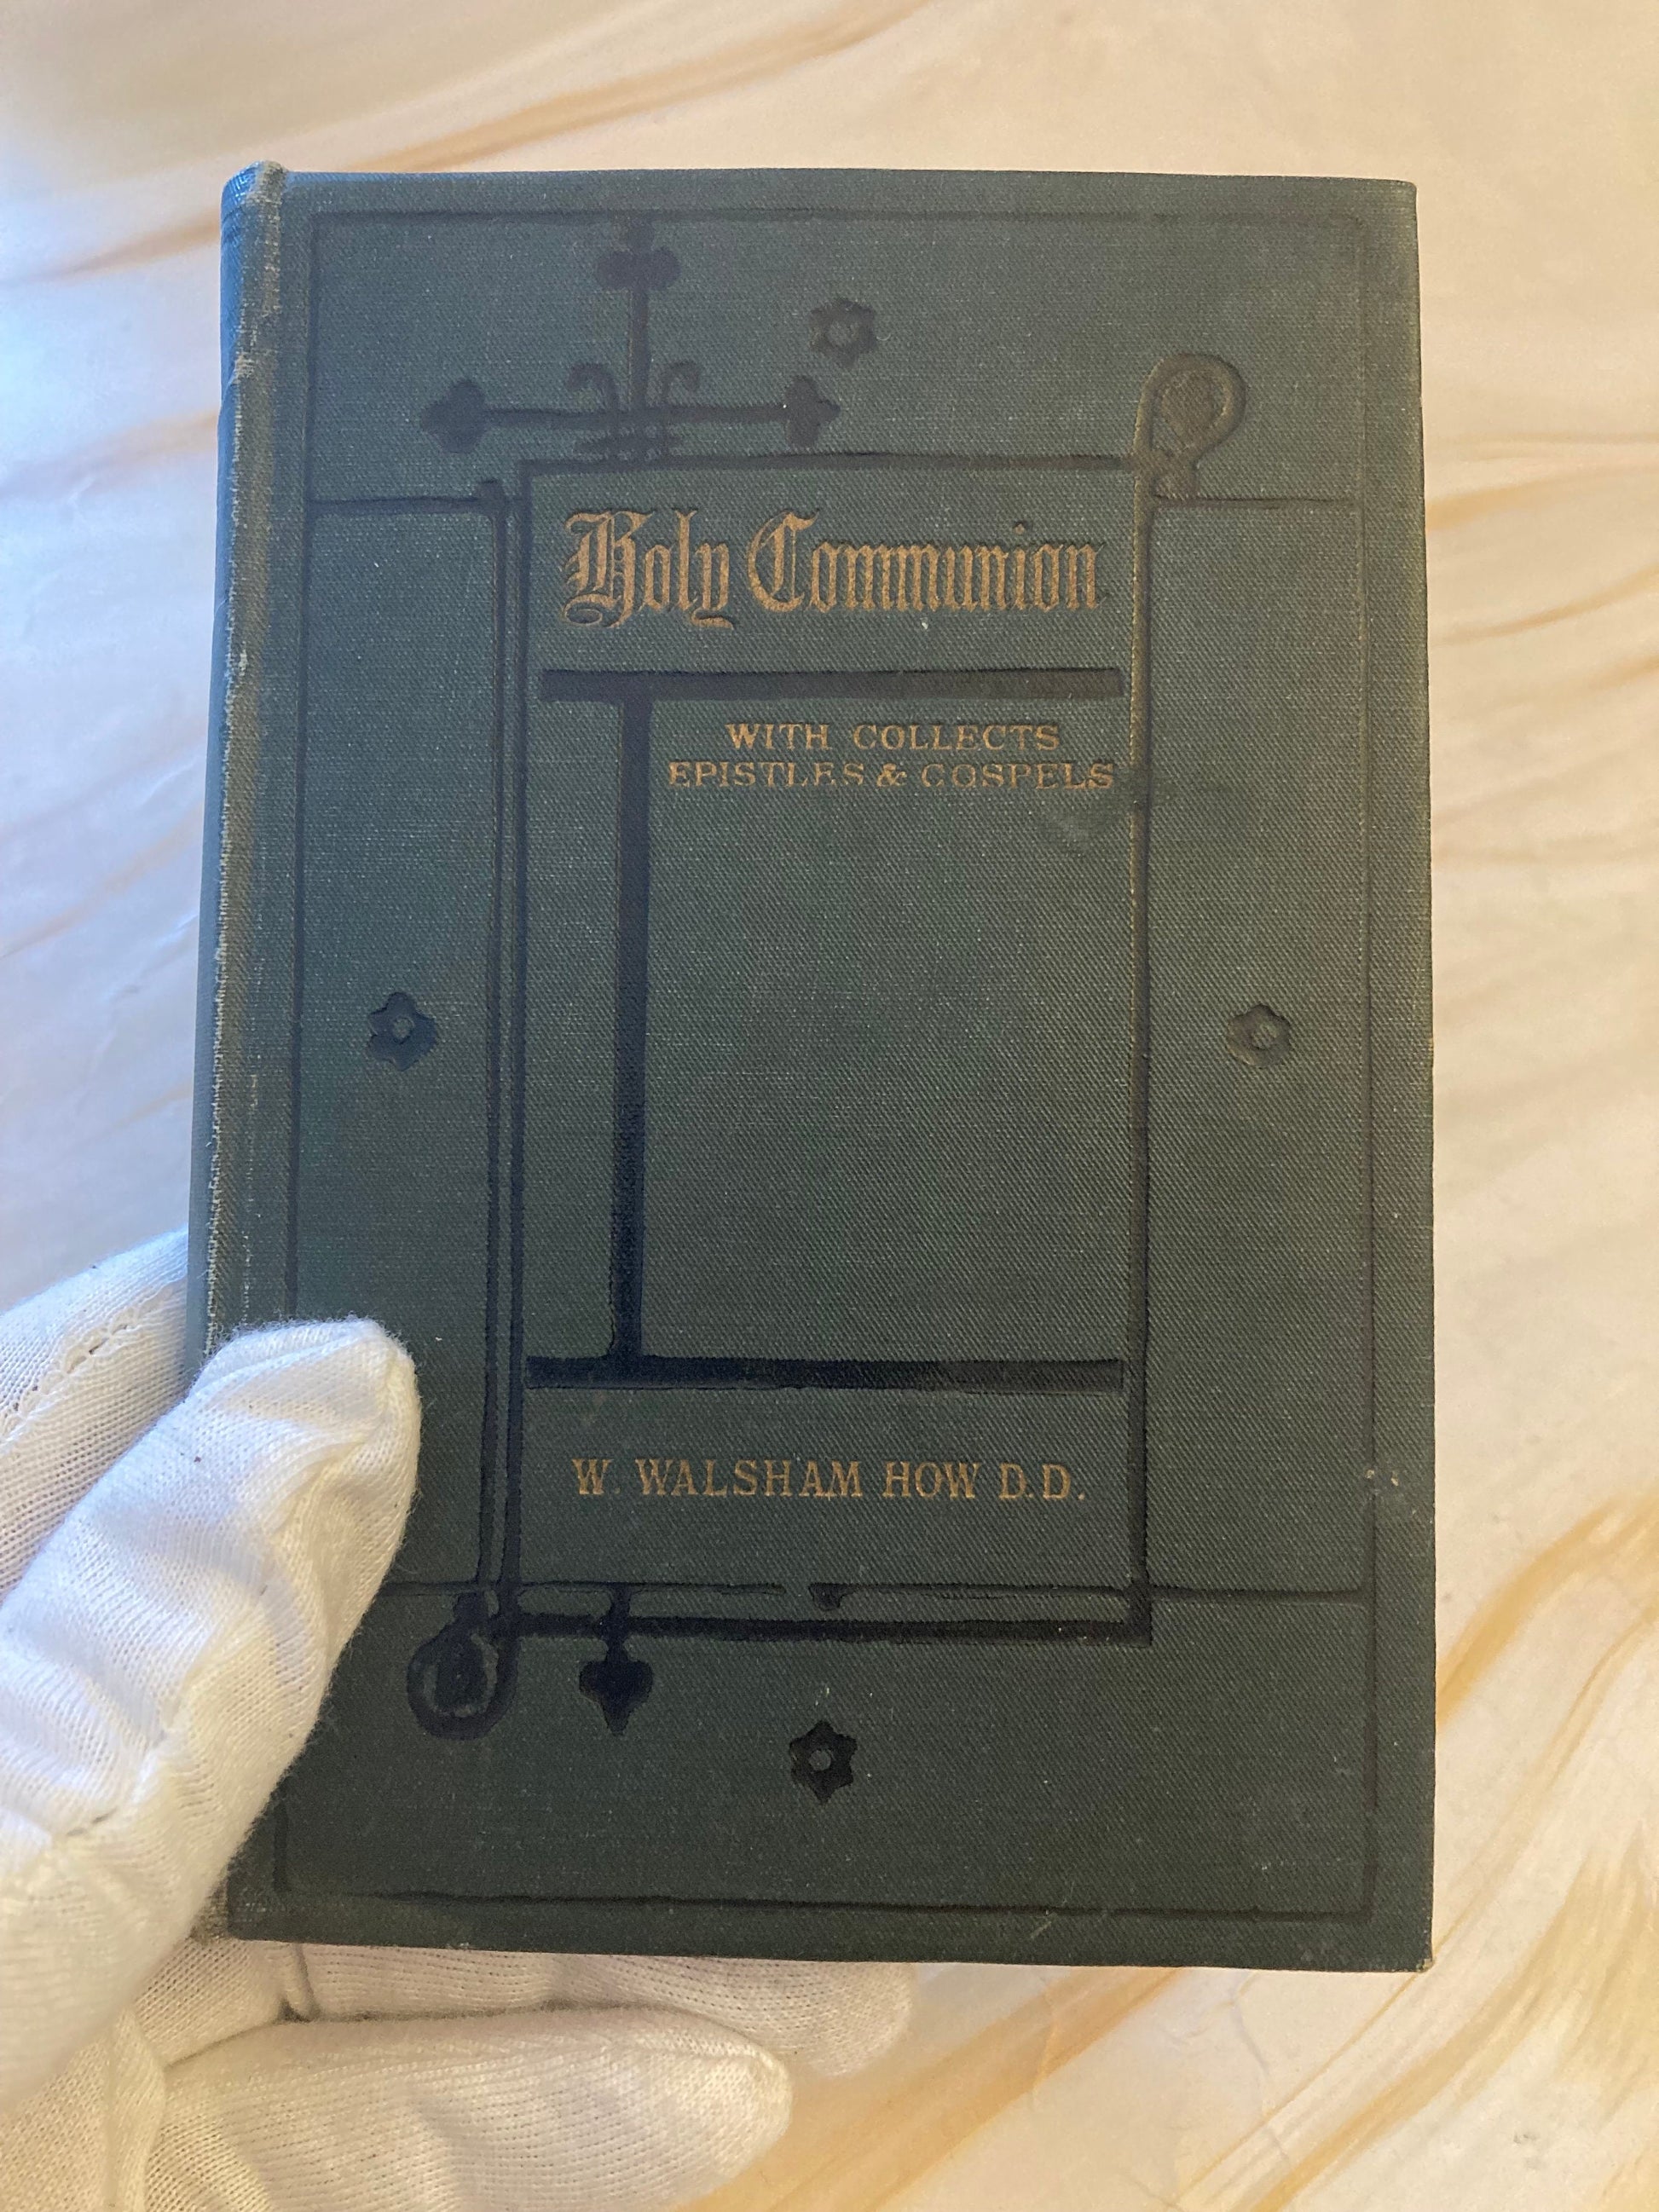 Holy Communion
WITH COLLECTS
EPISTLES & GOSPELS
W. WALSHAM HOW D.D.